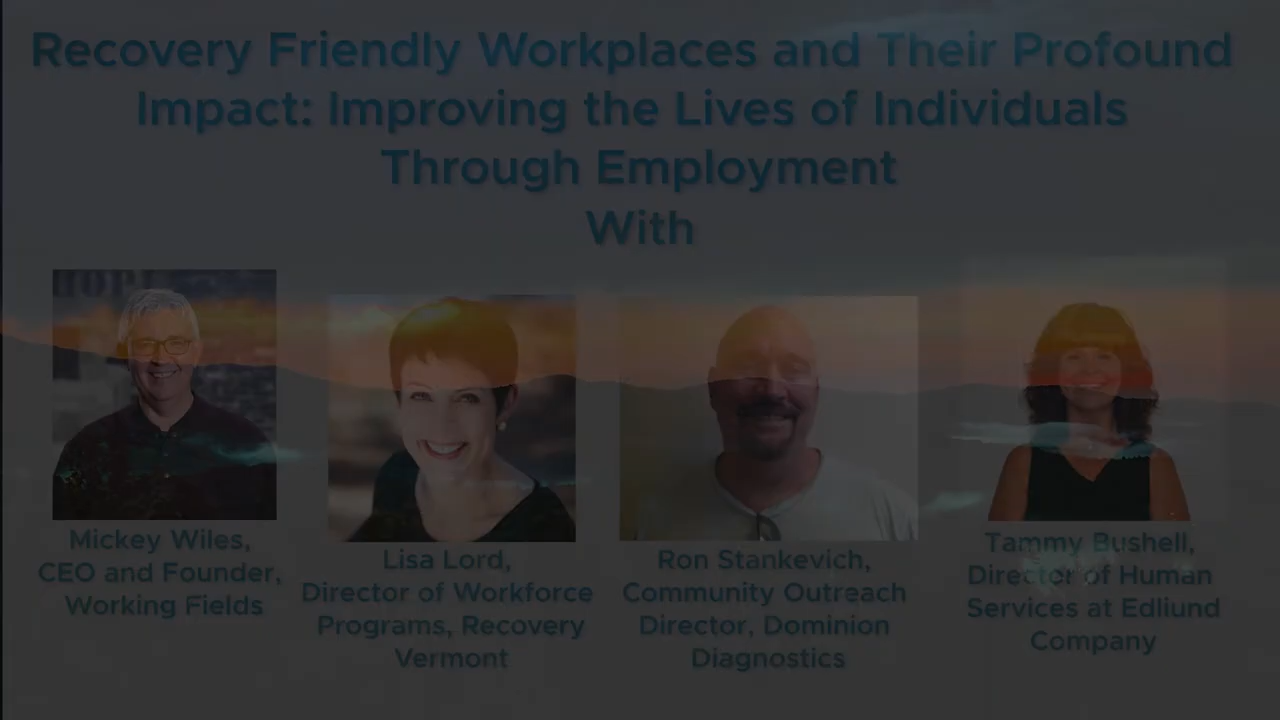 Recovery Friendly Workplaces and Their Profound
Impact: Improving the Lives of Individuals
Through Employment
With
HOPE
Mickey Wiles,
CEO and Founder,
Working Fields
Lisa Lord,
Director of Workforce
Programs, Recovery
Vermont
Ron Stankevich,
Community Outreach
Director, Dominion
Diagnostics
Tammy Bushell,
Director of Human
Services at Edliund
Company